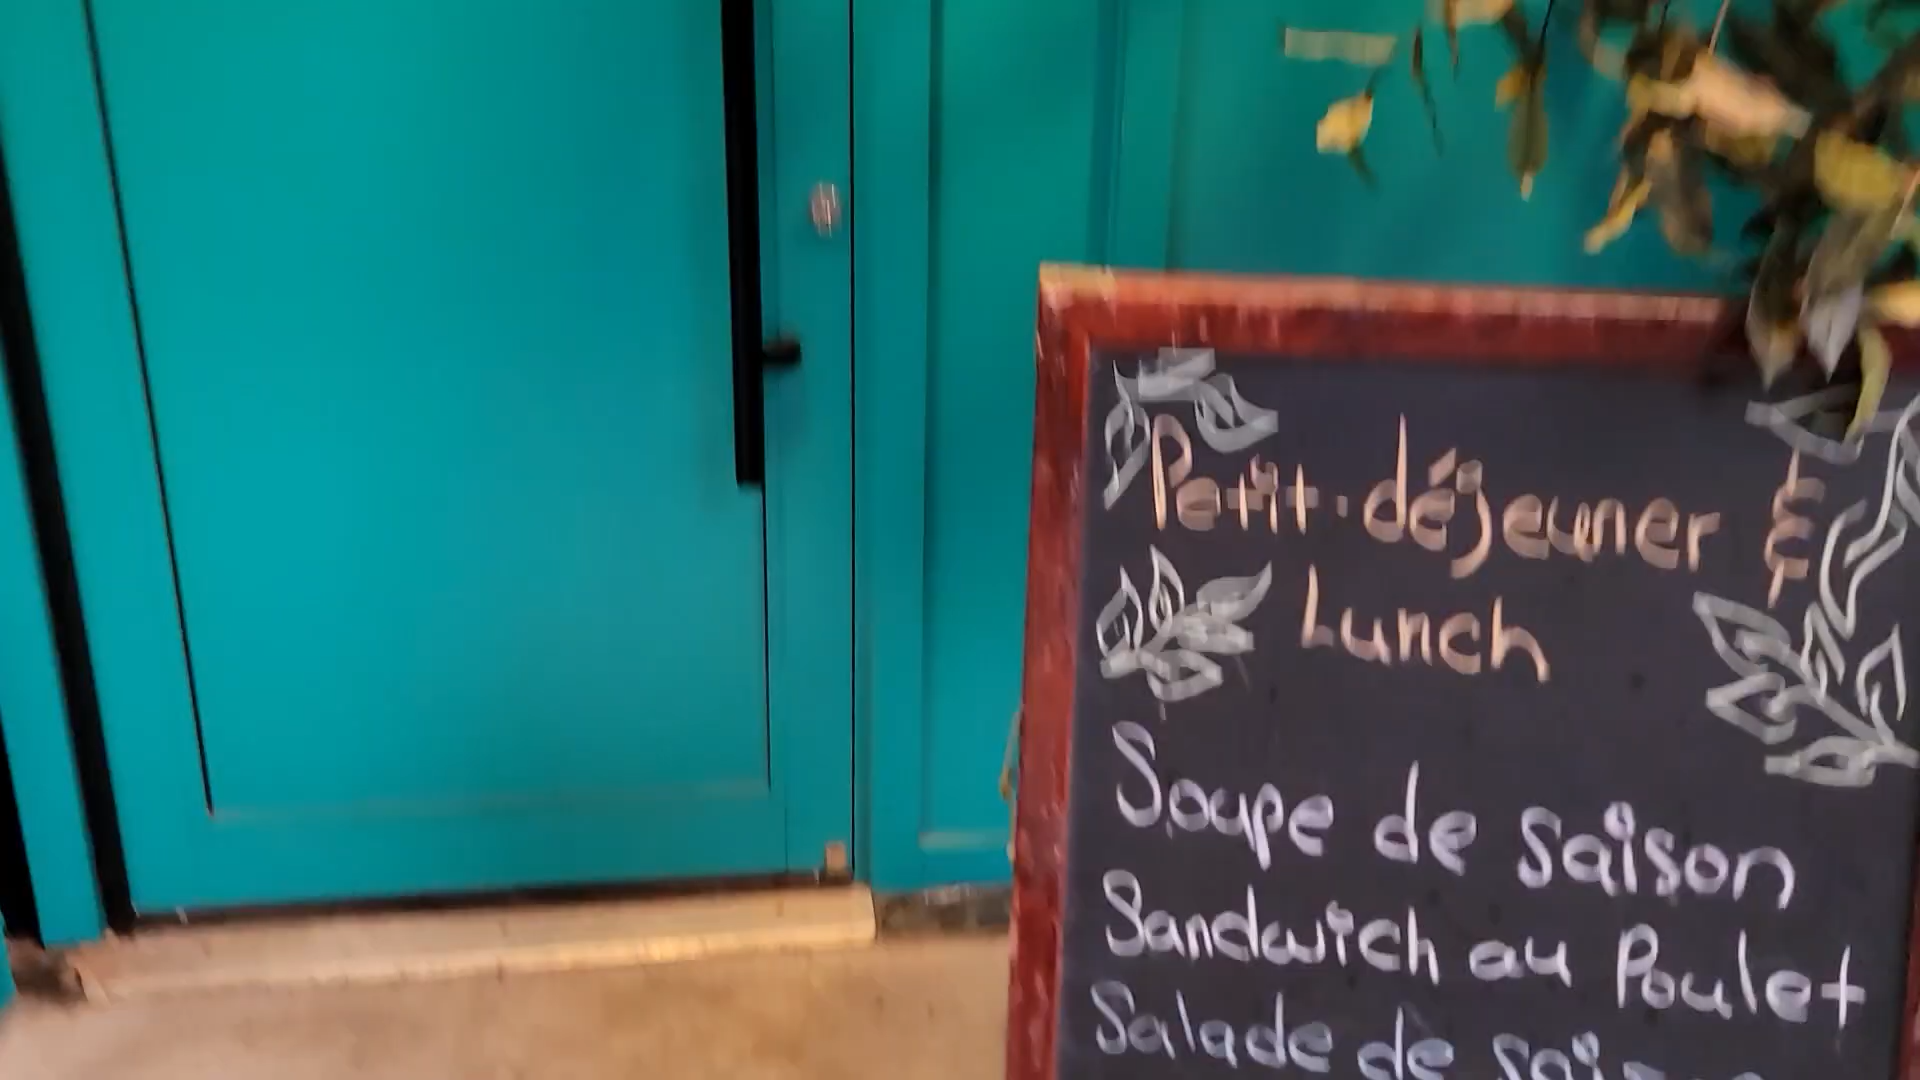 Petit-déjeuner &
Lunch
Soupe de saison
Sandwich au Poulet
Salade de